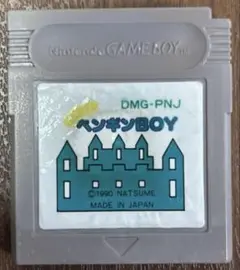 Nintendo GAME BOY
DMG-PNJ
ペンギンBOY
©1990 NATSUME
MADE IN JAPAN